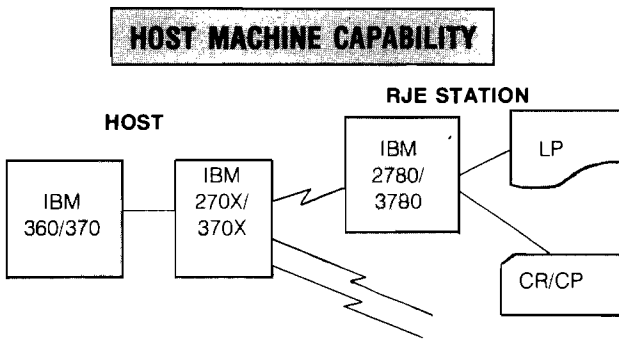 HOST MACHINE CAPABILITY
RJE STATION
HOST
IBM
360/370
IBM
270X/
370X
IBM
2780/
3780
LP
CR/CP